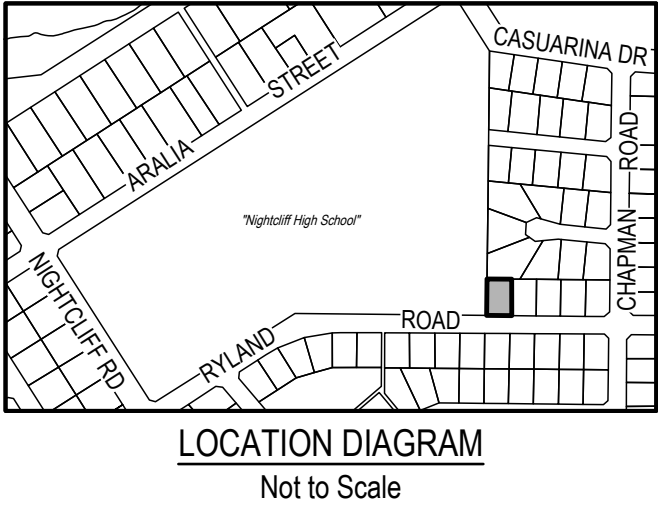 CASUARINA DR
STREET
ARALIA
ROAD
CHAPMAN
"Nightcliff High School"
NIGHTCLIFF RD
ROAD
RYLAND
LOCATION DIAGRAM
Not to Scale